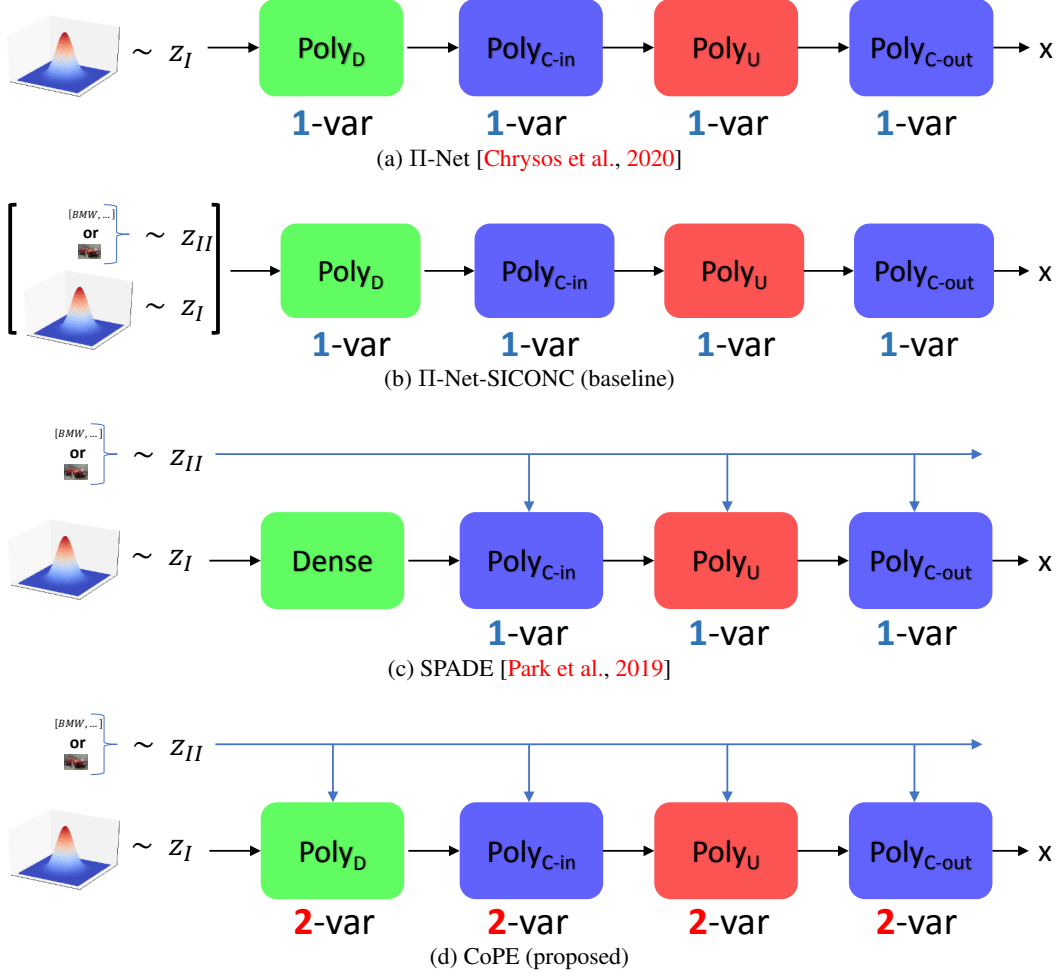 ∼ z_I Poly_D Poly_C-in Poly_U Poly_C-out x
1-var 1-var 1-var 1-var
(a) Π-Net [Chrysos et al., 2020]
[BMW, ...]
or
∼ z_II
∼ z_I Poly_D Poly_C-in Poly_U Poly_C-out x
1-var 1-var 1-var 1-var
(b) Π-Net-SICONC (baseline)
[BMW, ...]
or
∼ z_II
∼ z_I Dense Poly_C-in Poly_U Poly_C-out x
1-var 1-var 1-var
(c) SPADE [Park et al., 2019]
[BMW, ...]
or
∼ z_II
∼ z_I Poly_D Poly_C-in Poly_U Poly_C-out x
2-var 2-var 2-var 2-var
(d) CoPE (proposed)